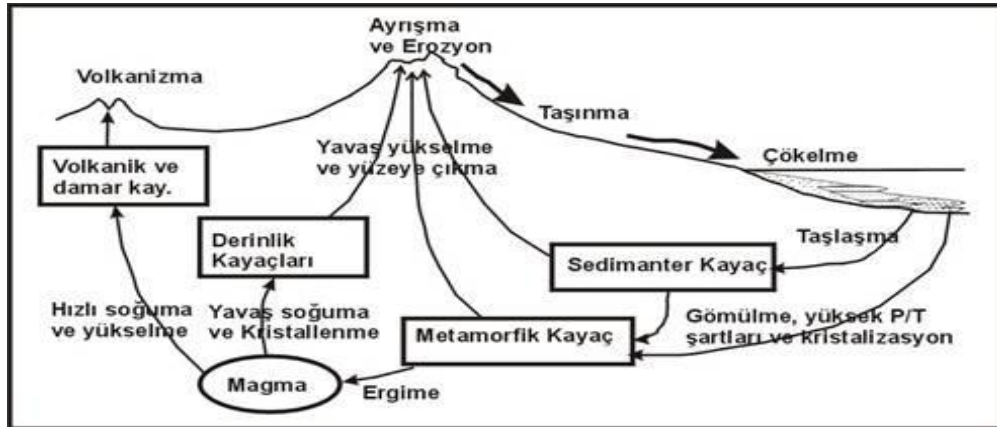 Ayrışma
ve Erozyon
Volkanizma
Taşınma
Yavaş yükselme
ve yüzeye çıkma
Çökelme
Volkanik ve
damar kay.
Derinlik
Kayaçları
Taşlaşma
Sedimanter Kayaç
Hızlı soğuma
ve yükselme
Yavaş soğuma
ve Kristallenme
Metamorfik Kayaç
Gömülme, yüksek P/T
şartları ve kristalizasyon
Magma
Ergime